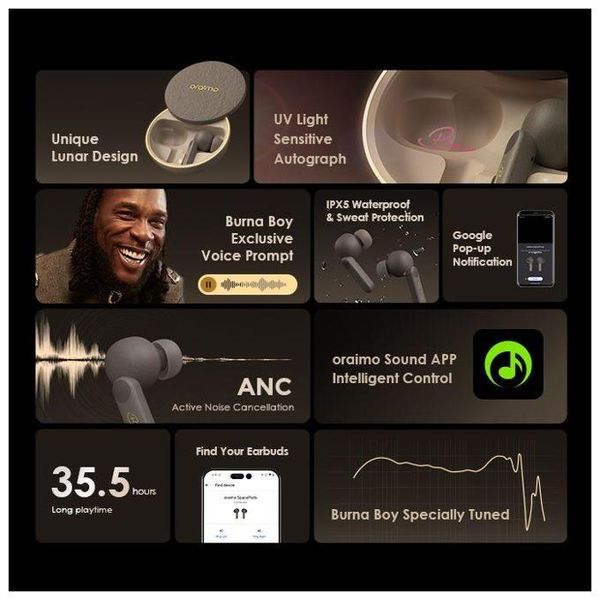 oraimo
Unique
Lunar Design
UV Light
Sensitive
Autograph
Burna Boy
Exclusive
Voice Prompt
IPX5 Waterproof
& Sweat Protection
Google
Pop-up
Notification
ANC
Active Noise Cancellation
oraimo Sound APP
Intelligent Control
35.5 hours
Long playtime
Find Your Earbuds
Find device
oraimo SpacePods
Burna Boy Specially Tuned